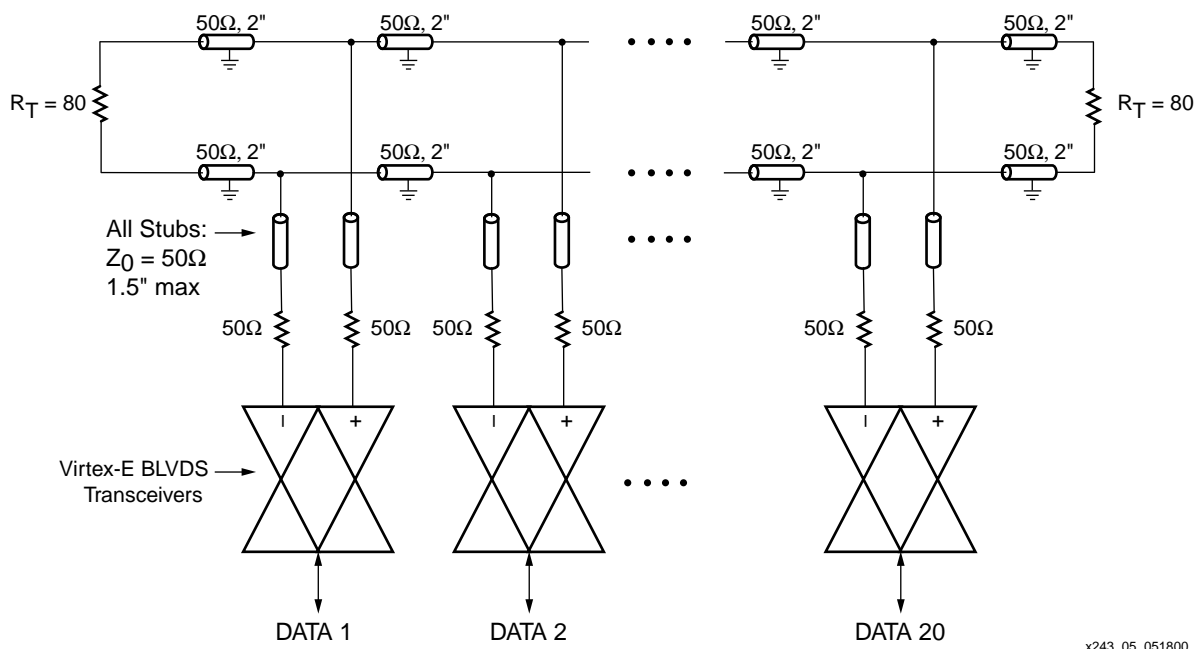 50Ω, 2" 50Ω, 2" 50Ω, 2" 50Ω, 2"
RT = 80 RT = 80
50Ω, 2" 50Ω, 2" 50Ω, 2" 50Ω, 2"
All Stubs:
Z0 = 50Ω
1.5" max
50Ω 50Ω 50Ω 50Ω 50Ω 50Ω
– + – + – +
Virtex-E BLVDS
Transceivers
DATA 1 DATA 2 DATA 20
x243_05_051800